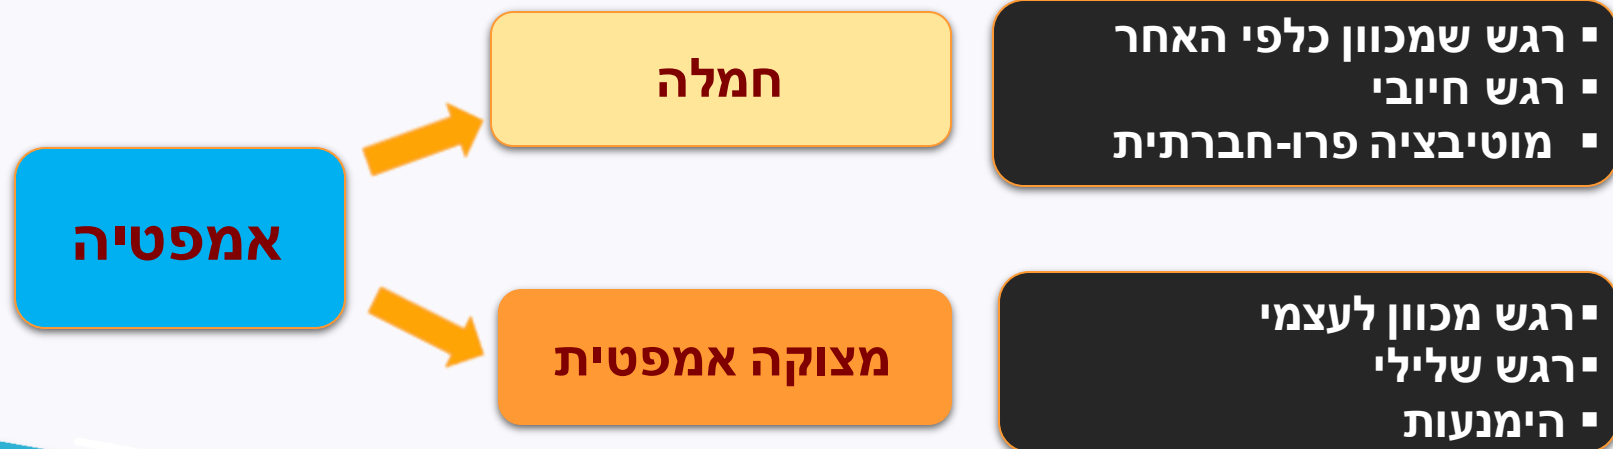 אמפטיה
חמלה
▪ רגש שמכוון כלפי האחר
▪ רגש חיובי
▪ מוטיבציה פרו-חברתית
מצוקה אמפטית
▪רגש מכוון לעצמי
▪רגש שלילי
▪ הימנעות